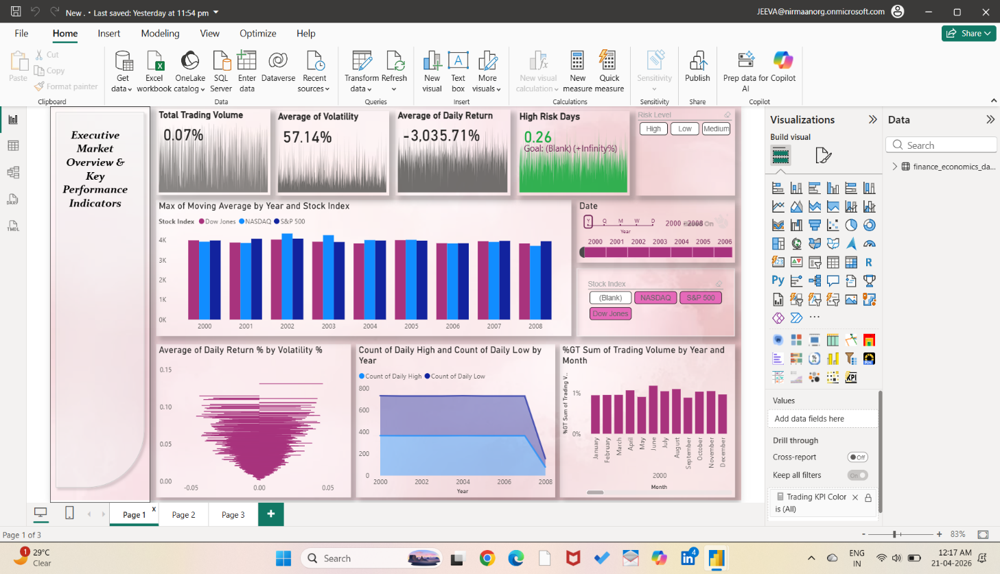 New . • Last saved: Yesterday at 11:54 pm
JEEVA@nirmaanorg.onmicrosoft.com
File Home Insert Modeling View Optimize Help
Share
Paste
Cut
Copy
Format painter
Clipboard
Get data
Excel workbook
OneLake catalog
SQL Server
Enter data
Dataverse
Recent sources
Data
Transform data
Refresh
Queries
New visual
Text box
More visuals
Insert
New visual calculation
New measure
Quick measure
Calculations
Sensitivity
Sensitivity
Publish
Share
Prep data for AI
Copilot
Copilot
Executive
Market
Overview &
Key
Performance
Indicators
Total Trading Volume
0.07%
Average of Volatility
57.14%
Average of Daily Return
-3,035.71%
High Risk Days
0.26
Goal: (Blank) (+Infinity%)
Risk Level
High Low Medium
Max of Moving Average by Year and Stock Index
Stock Index Dow Jones NASDAQ S&P 500
4K
3K
2K
1K
0K
2000 2001 2002 2003 2004 2005 2006 2007 2008
Date
Y Q M W D
2000 - 2008
Year
2000 2001 2002 2003 2004 2005 2006
Stock Index
(Blank) NASDAQ S&P 500
Dow Jones
Average of Daily Return % by Volatility %
0.15
0.10
0.05
0.00
-0.05 0.00 0.05
Count of Daily High and Count of Daily Low by
Year
Count of Daily High Count of Daily Low
800
600
400
200
0
2000 2002 2004 2006 2008
Year
%GT Sum of Trading Volume by Year and
Month
%GT Sum of Trading V...
1%
0%
January February March April May June July August September October November December
2000
Month
Visualizations
Build visual
Values
Add data fields here
Drill through
Cross-report
Off
Keep all filters
On
Trading KPI Color
is (All)
Data
Search
finance_economics_da...
DAX
TMDL
Page 1 x
Page 2
Page 3
+
Page 1 of 3
- + 83%
1
29°C
Clear
Search
4
ENG
IN
12:17 AM
21-04-2026